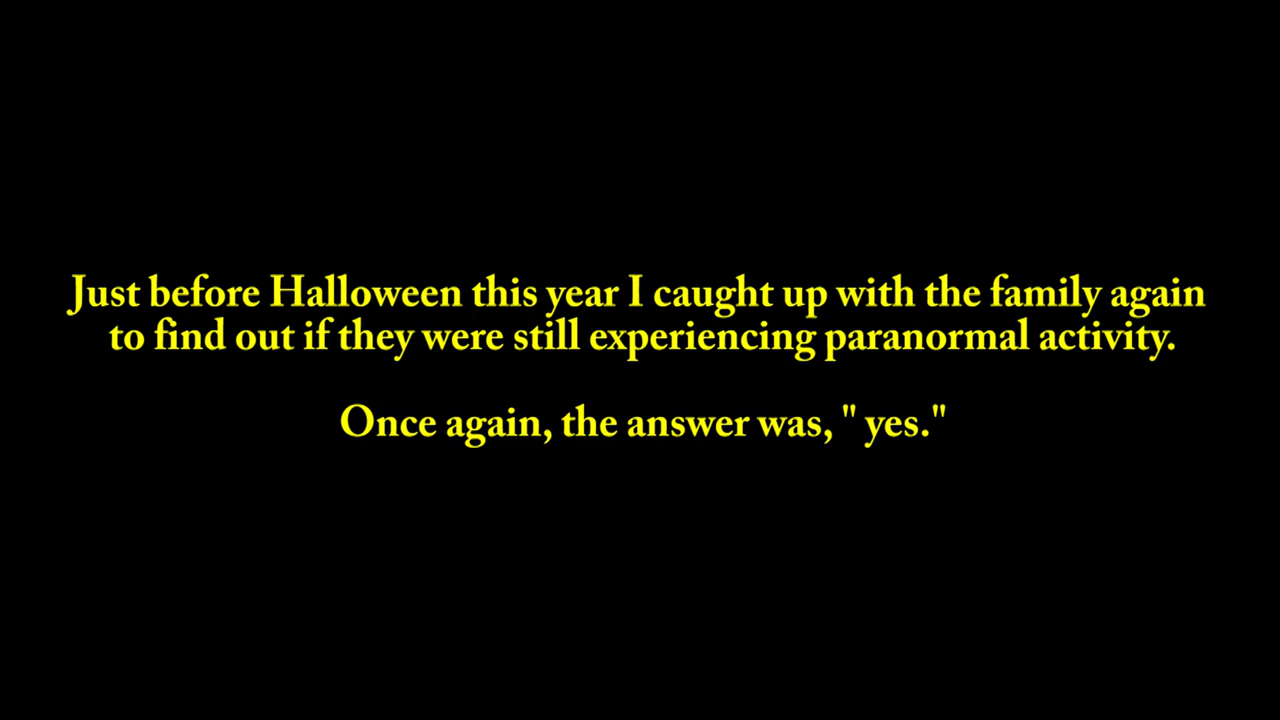 Just before Halloween this year I caught up with the family again
to find out if they were still experiencing paranormal activity.
Once again, the answer was, " yes."